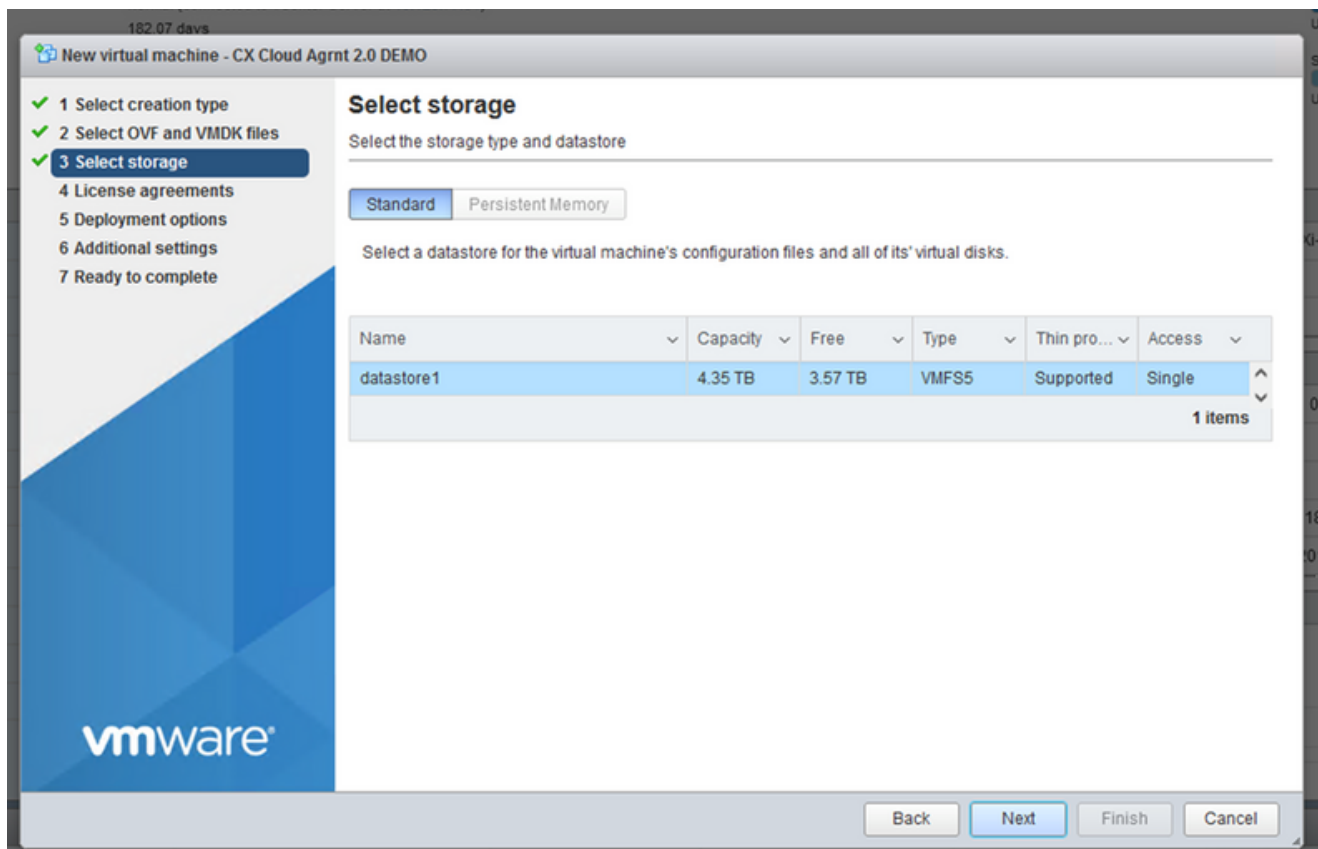 182.07 days
New virtual machine - CX Cloud Agrnt 2.0 DEMO
1 Select creation type
2 Select OVF and VMDK files
3 Select storage
4 License agreements
5 Deployment options
6 Additional settings
7 Ready to complete
Select storage
Select the storage type and datastore
Standard Persistent Memory
Select a datastore for the virtual machine's configuration files and all of its' virtual disks.
Name Capacity Free Type Thin pro... Access
datastore1 4.35 TB 3.57 TB VMFS5 Supported Single
1 items
vmware®
Back Next Finish Cancel